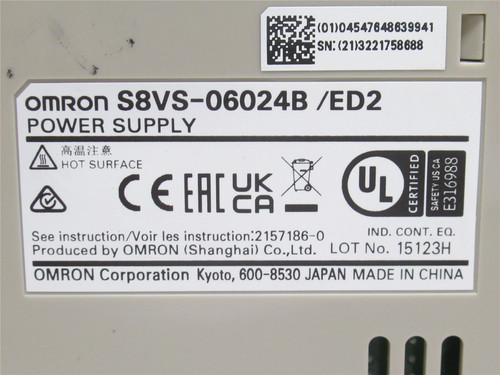 (01)04547648639941
SN: (21)3221758688
omron S8VS-06024B /ED2
POWER SUPPLY
高温注意
HOT SURFACE
CE EAC UK CA
UL CERTIFIED SAFETY US CA E316988
IND. CONT. EQ.
See instruction/Voir les instruction:2157186-0
Produced by OMRON (Shanghai) Co.,Ltd. LOT No. 15123H
OMRON Corporation Kyoto, 600-8530 JAPAN MADE IN CHINA